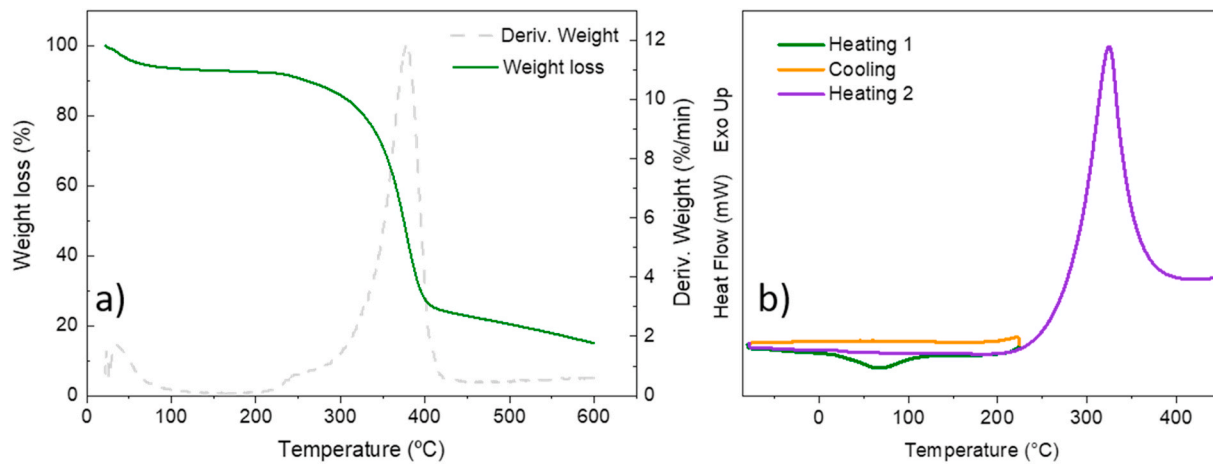 Deriv. Weight
Weight loss
100
80
60
40
20
0
Weight loss (%)
12
10
8
6
4
2
0
Deriv. Weight (%/min)
0
100
200
300
400
500
600
Temperature (ºC)
a)
Heating 1
Cooling
Heating 2
Heat Flow (mW) Exo Up
b)
0
100
200
300
400
Temperature (°C)